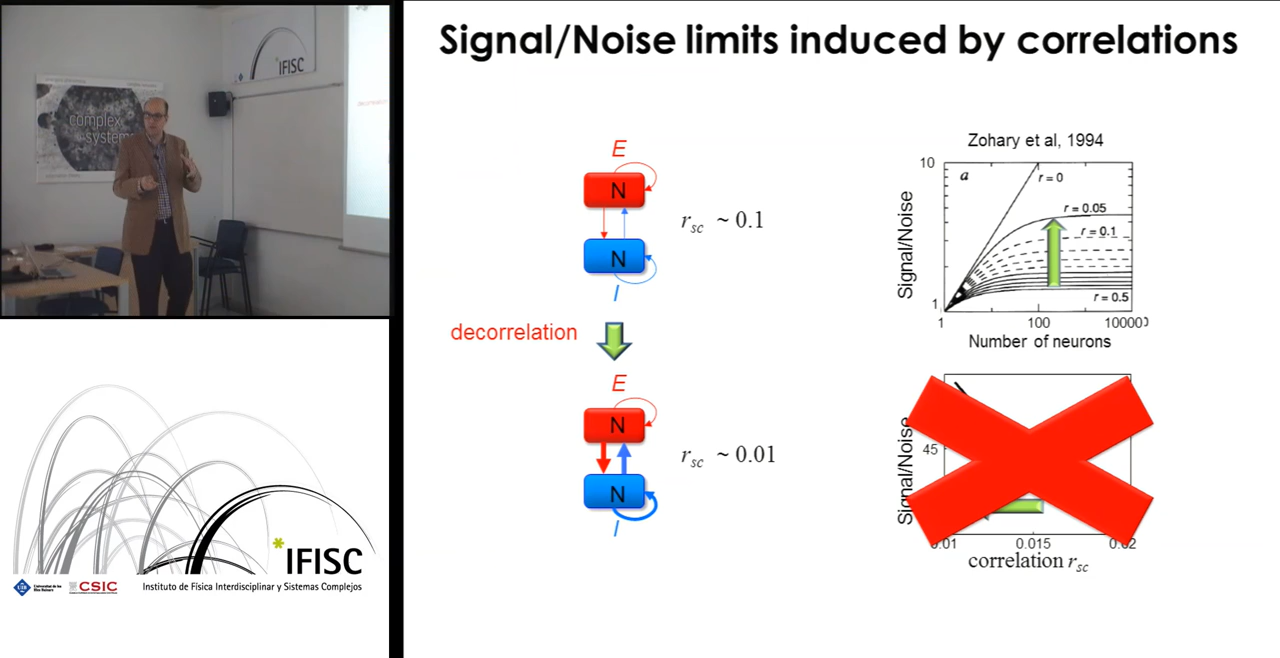 Signal/Noise limits induced by correlations
IFISC
complex
systems
decorrelation
E
N
N
I
r_sc ~ 0.1
decorrelation
E
N
N
I
r_sc ~ 0.01
Zohary et al, 1994
Signal/Noise
10
1
a
r = 0
r = 0.05
r = 0.1
r = 0.5
1
100
10000
Number of neurons
Signal/Noise
45
0.01
0.015
0.02
correlation r_sc
*IFISC
CSIC
Instituto de Física Interdisciplinar y Sistemas Complejos